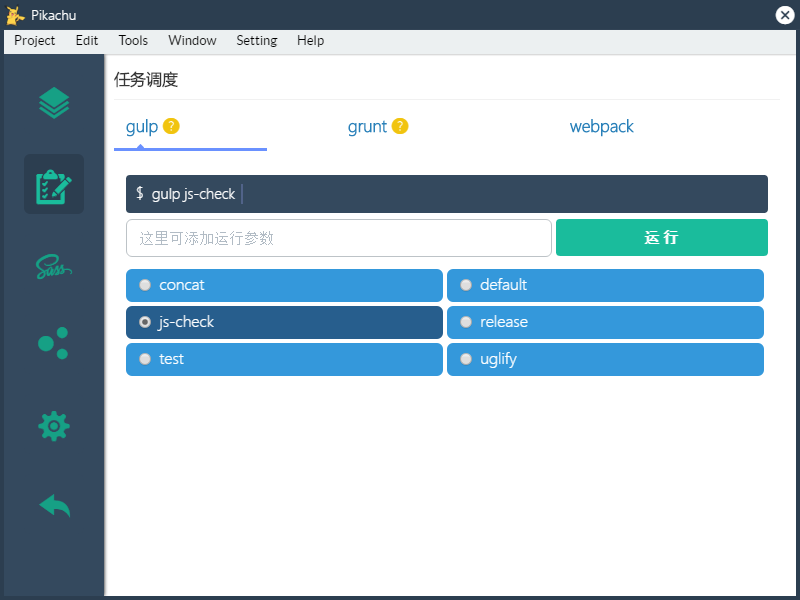 Pikachu
Project Edit Tools Window Setting Help
任务调度
gulp ? grunt ? webpack
$ gulp js-check
这里可添加运行参数 运 行
Sass
concat default
js-check release
test uglify